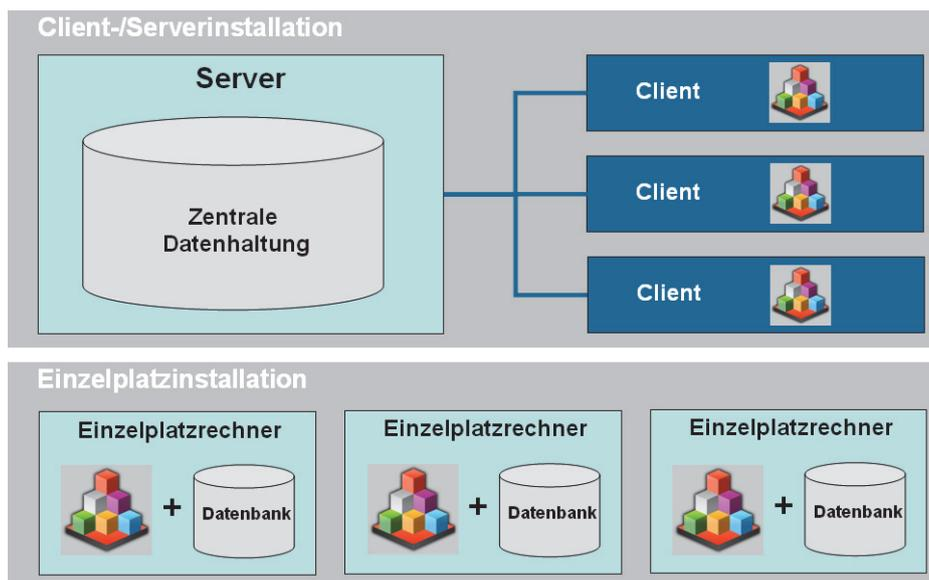 Client-/Serverinstallation
Server
Zentrale
Datenhaltung
Client
Client
Client
Einzelplatzinstallation
Einzelplatzrechner
+
Datenbank
Einzelplatzrechner
+
Datenbank
Einzelplatzrechner
+
Datenbank